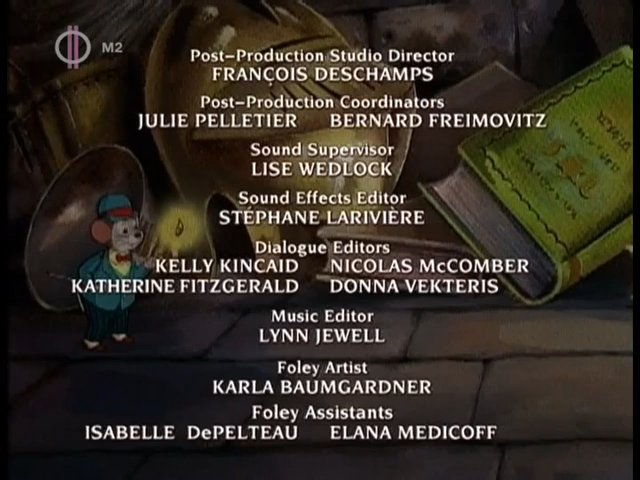 M2
Post–Production Studio Director
FRANÇOIS DESCHAMPS
Post–Production Coordinators
JULIE PELLETIER BERNARD FREIMOVITZ
Sound Supervisor
LISE WEDLOCK
Sound Effects Editor
STÉPHANE LARIVIÈRE
Dialogue Editors
KELLY KINCAID NICOLAS McCOMBER
KATHERINE FITZGERALD DONNA VEKTERIS
Music Editor
LYNN JEWELL
Foley Artist
KARLA BAUMGARDNER
Foley Assistants
ISABELLE DePELTEAU ELANA MEDICOFF